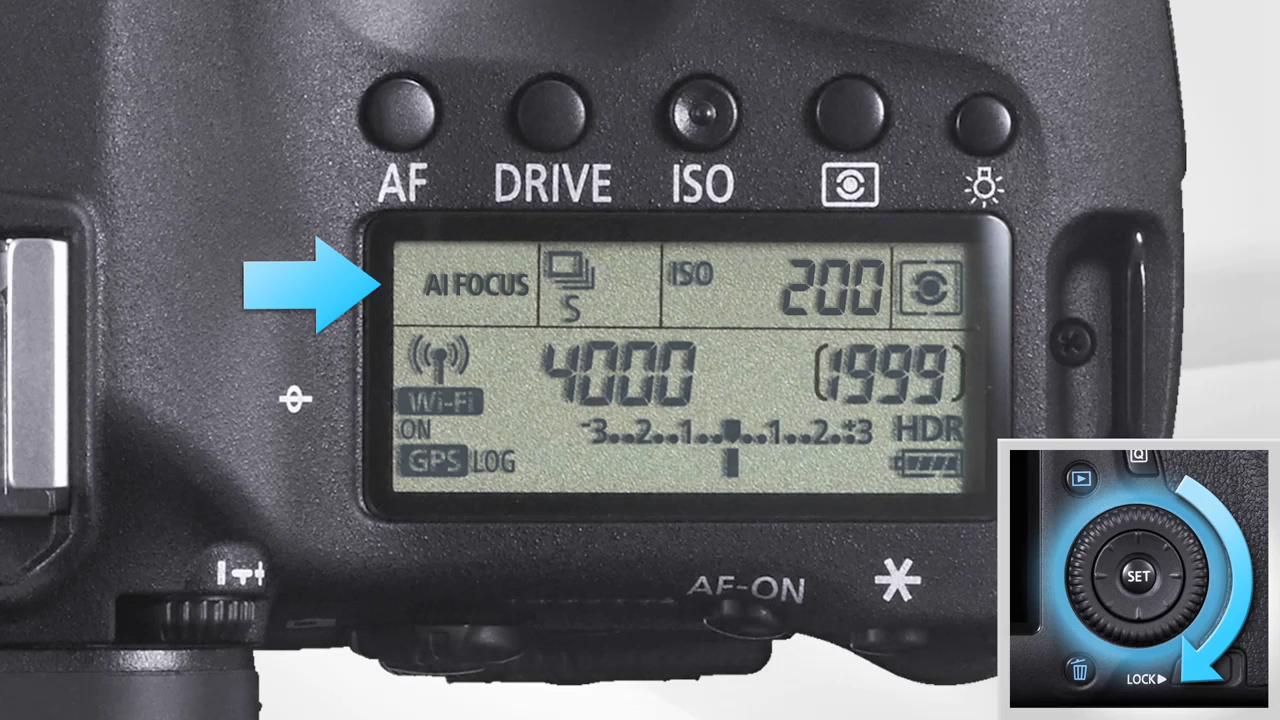 AF DRIVE ISO
AI FOCUS S ISO 200
4000 (1999)
Wi-Fi
ON -3..2..1..▼..1..2..+3 HDR
GPS LOG
AF-ON
Q
SET
LOCK▶